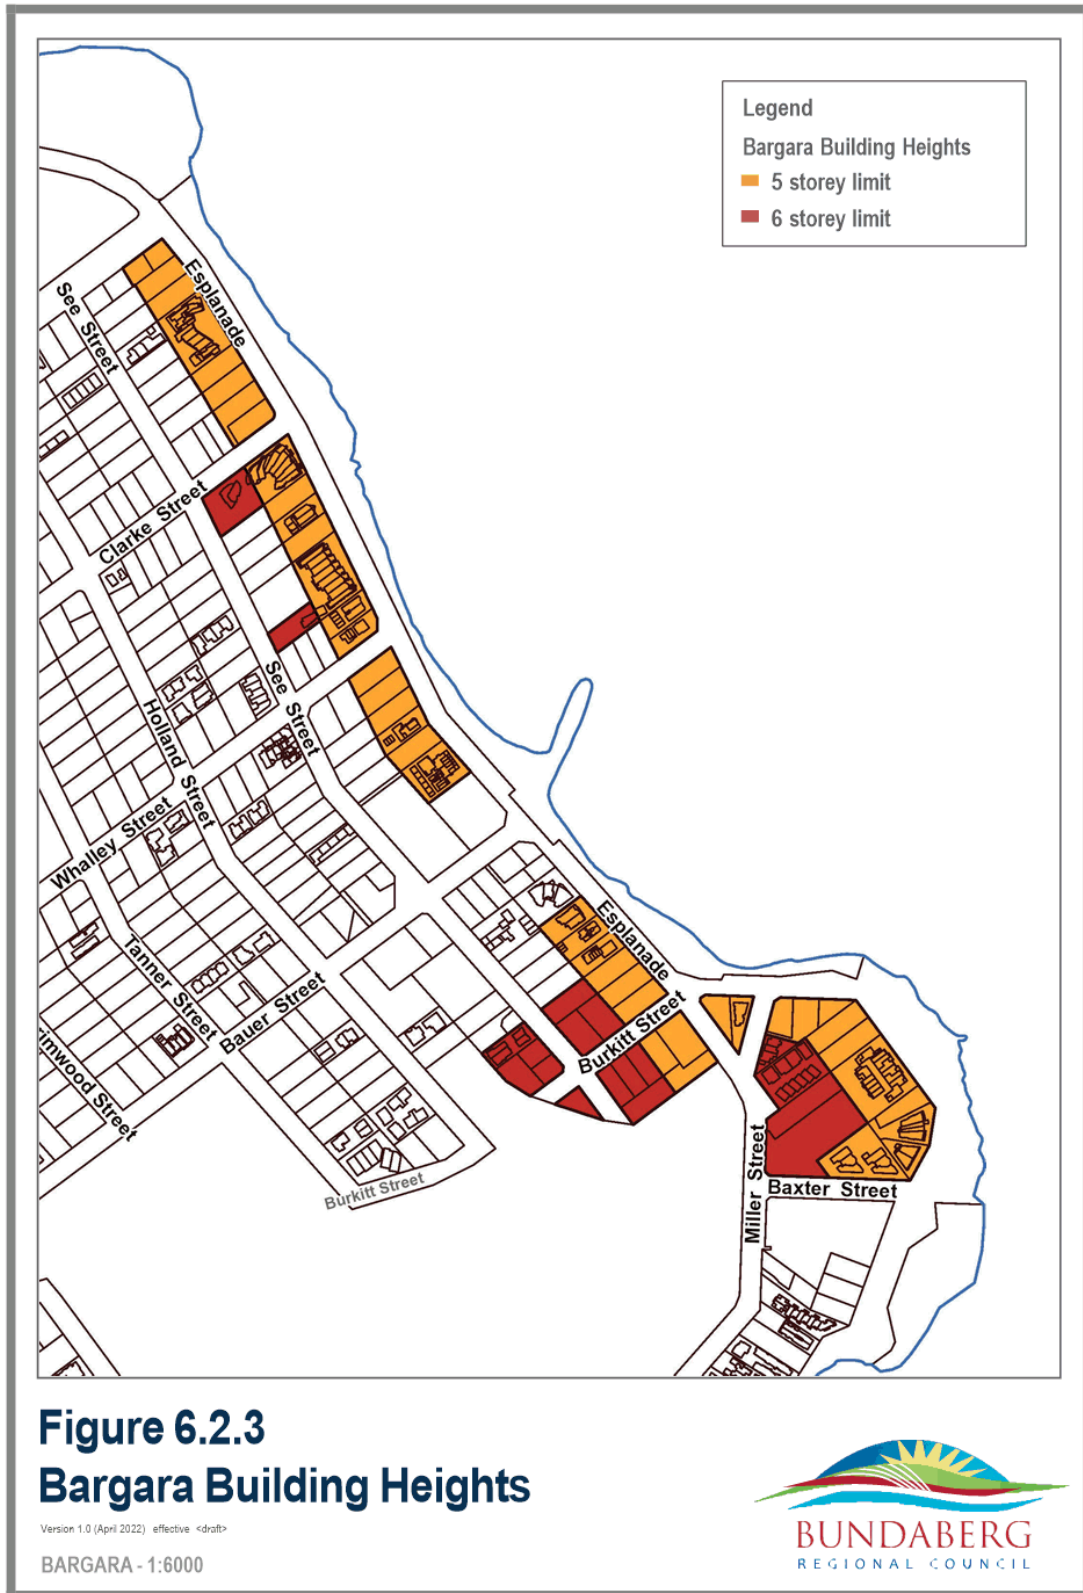 Legend
Bargara Building Heights
5 storey limit
6 storey limit
Esplanade
See Street
Clarke Street
See Street
Holland Street
Whalley Street
Tanner Street
Bauer Street
rimwood Street
Burkitt Street
Esplanade
Burkitt Street
Miller Street
Baxter Street
Figure 6.2.3
Bargara Building Heights
Version 1.0 (April 2022) effective <draft>
BARGARA - 1:6000
BUNDABERG
REGIONAL COUNCIL